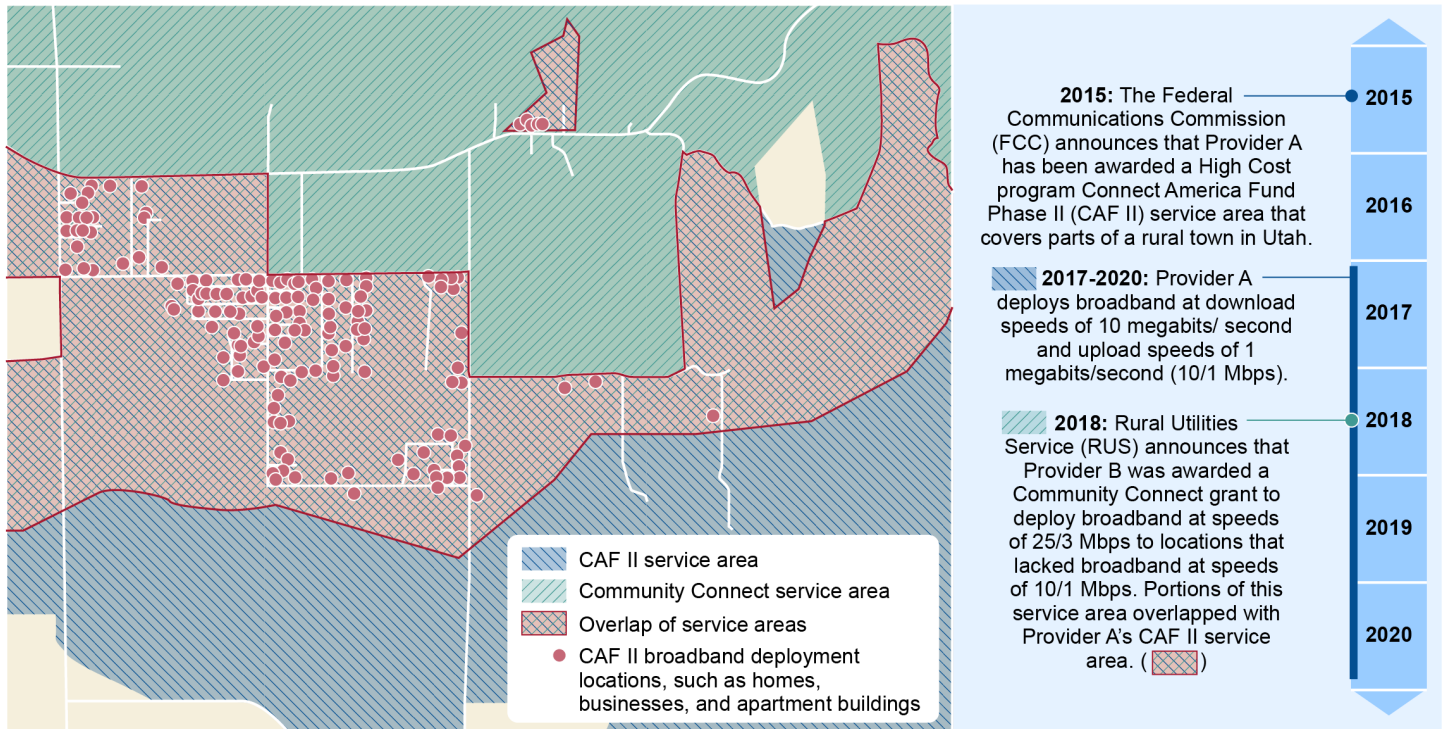 CAF II service area
Community Connect service area
Overlap of service areas
CAF II broadband deployment
locations, such as homes,
businesses, and apartment buildings
2015: The Federal
Communications Commission
(FCC) announces that Provider A
has been awarded a High Cost
program Connect America Fund
Phase II (CAF II) service area that
covers parts of a rural town in Utah.
2017-2020: Provider A
deploys broadband at download
speeds of 10 megabits/ second
and upload speeds of 1
megabits/second (10/1 Mbps).
2018: Rural Utilities
Service (RUS) announces that
Provider B was awarded a
Community Connect grant to
deploy broadband at speeds
of 25/3 Mbps to locations that
lacked broadband at speeds
of 10/1 Mbps. Portions of this
service area overlapped with
Provider A’s CAF II service
area. ( )
2015
2016
2017
2018
2019
2020